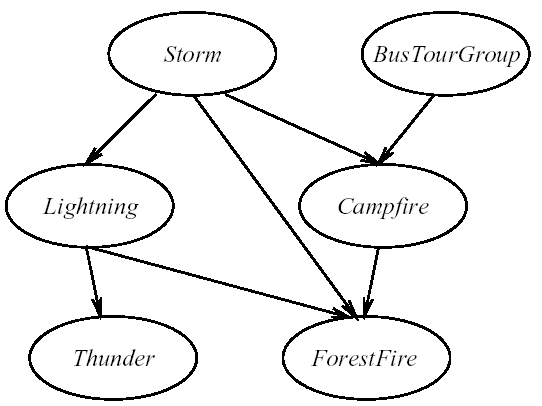 Storm
BusTourGroup
Lightning
Campfire
Thunder
ForestFire